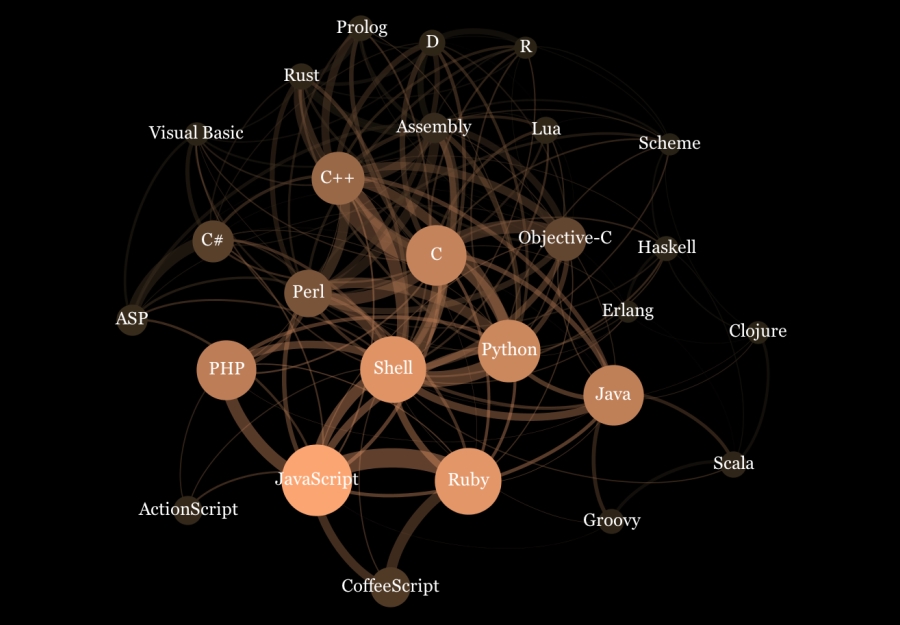 Prolog
D
R
Rust
Visual Basic
Assembly
Lua
Scheme
C++
C#
C
Objective-C
Haskell
Perl
ASP
Erlang
Clojure
PHP
Shell
Python
Java
JavaScript
Ruby
Scala
ActionScript
Groovy
CoffeeScript